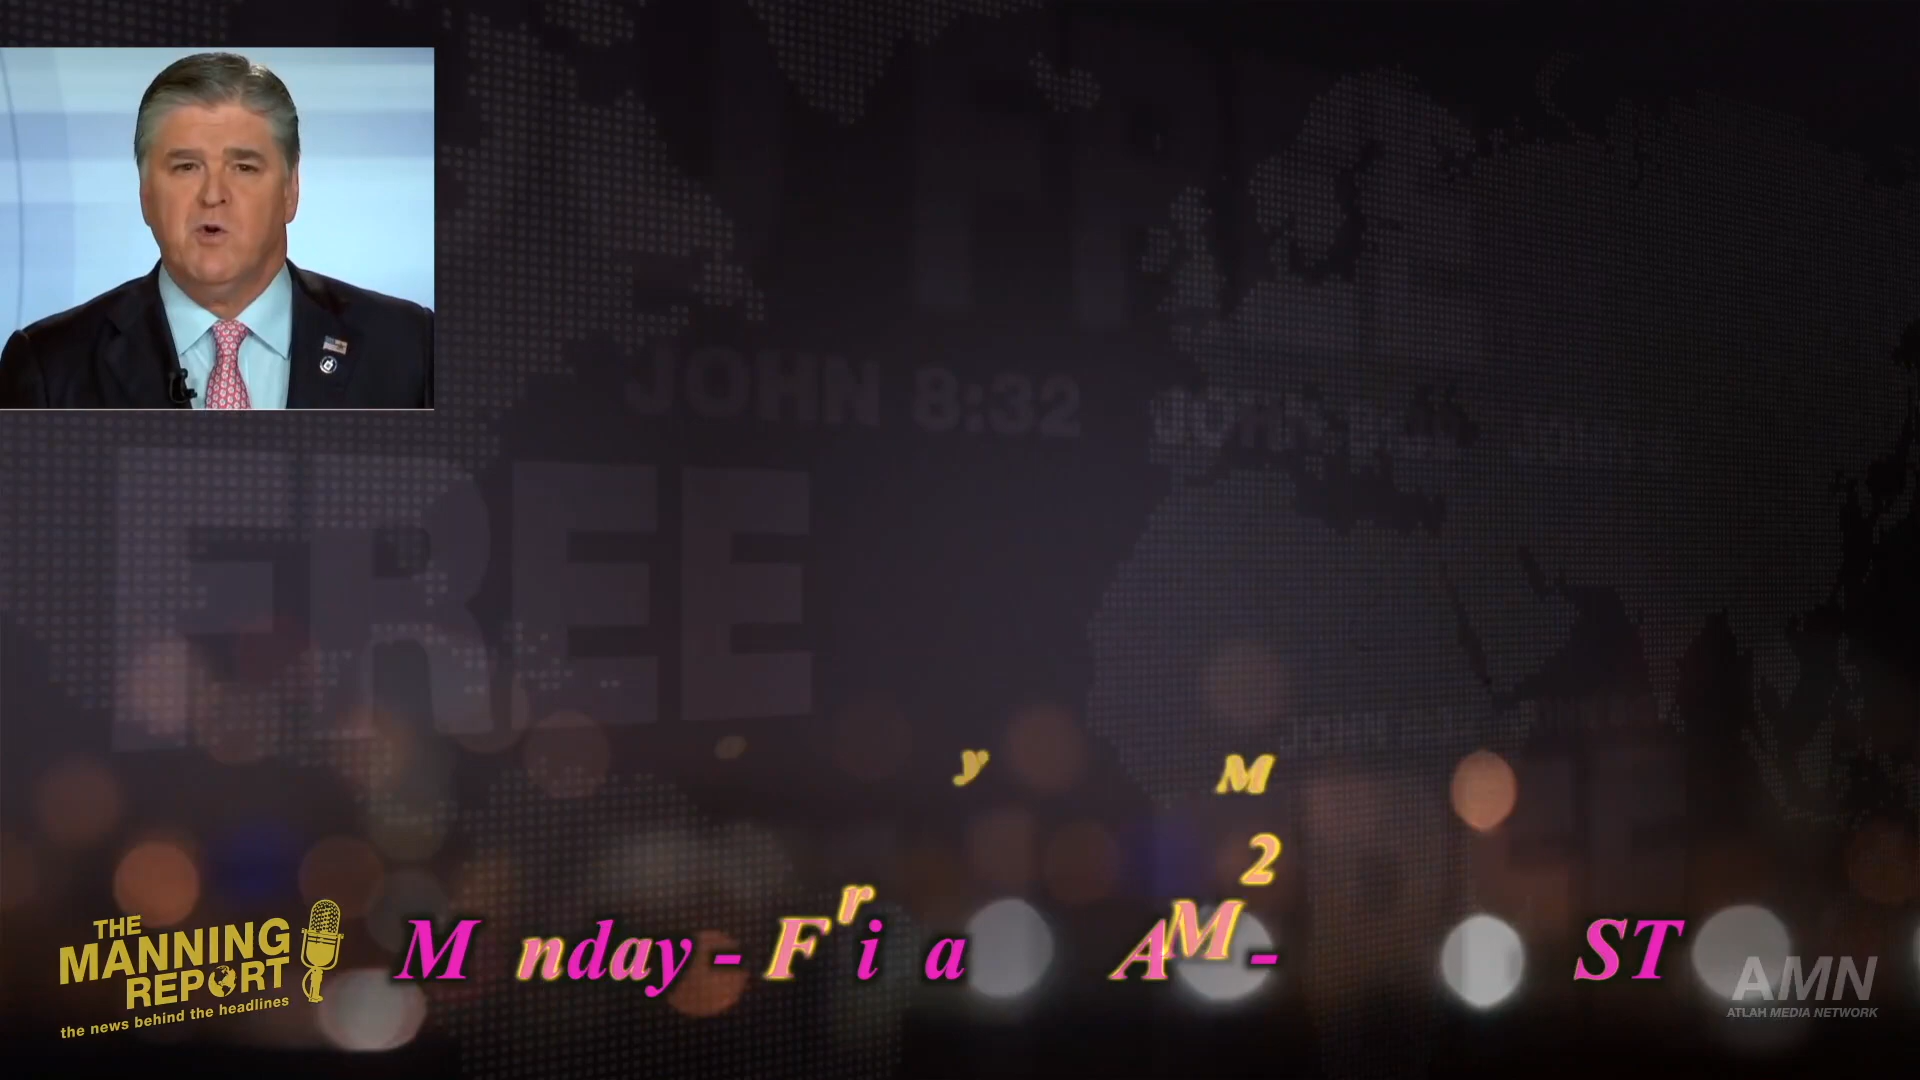 JOHN 8:32
FREE
y
M
2
M nday - Fri a AM - ST
THE
MANNING
REPORT
the news behind the headlines
AMN
ATLAH MEDIA NETWORK